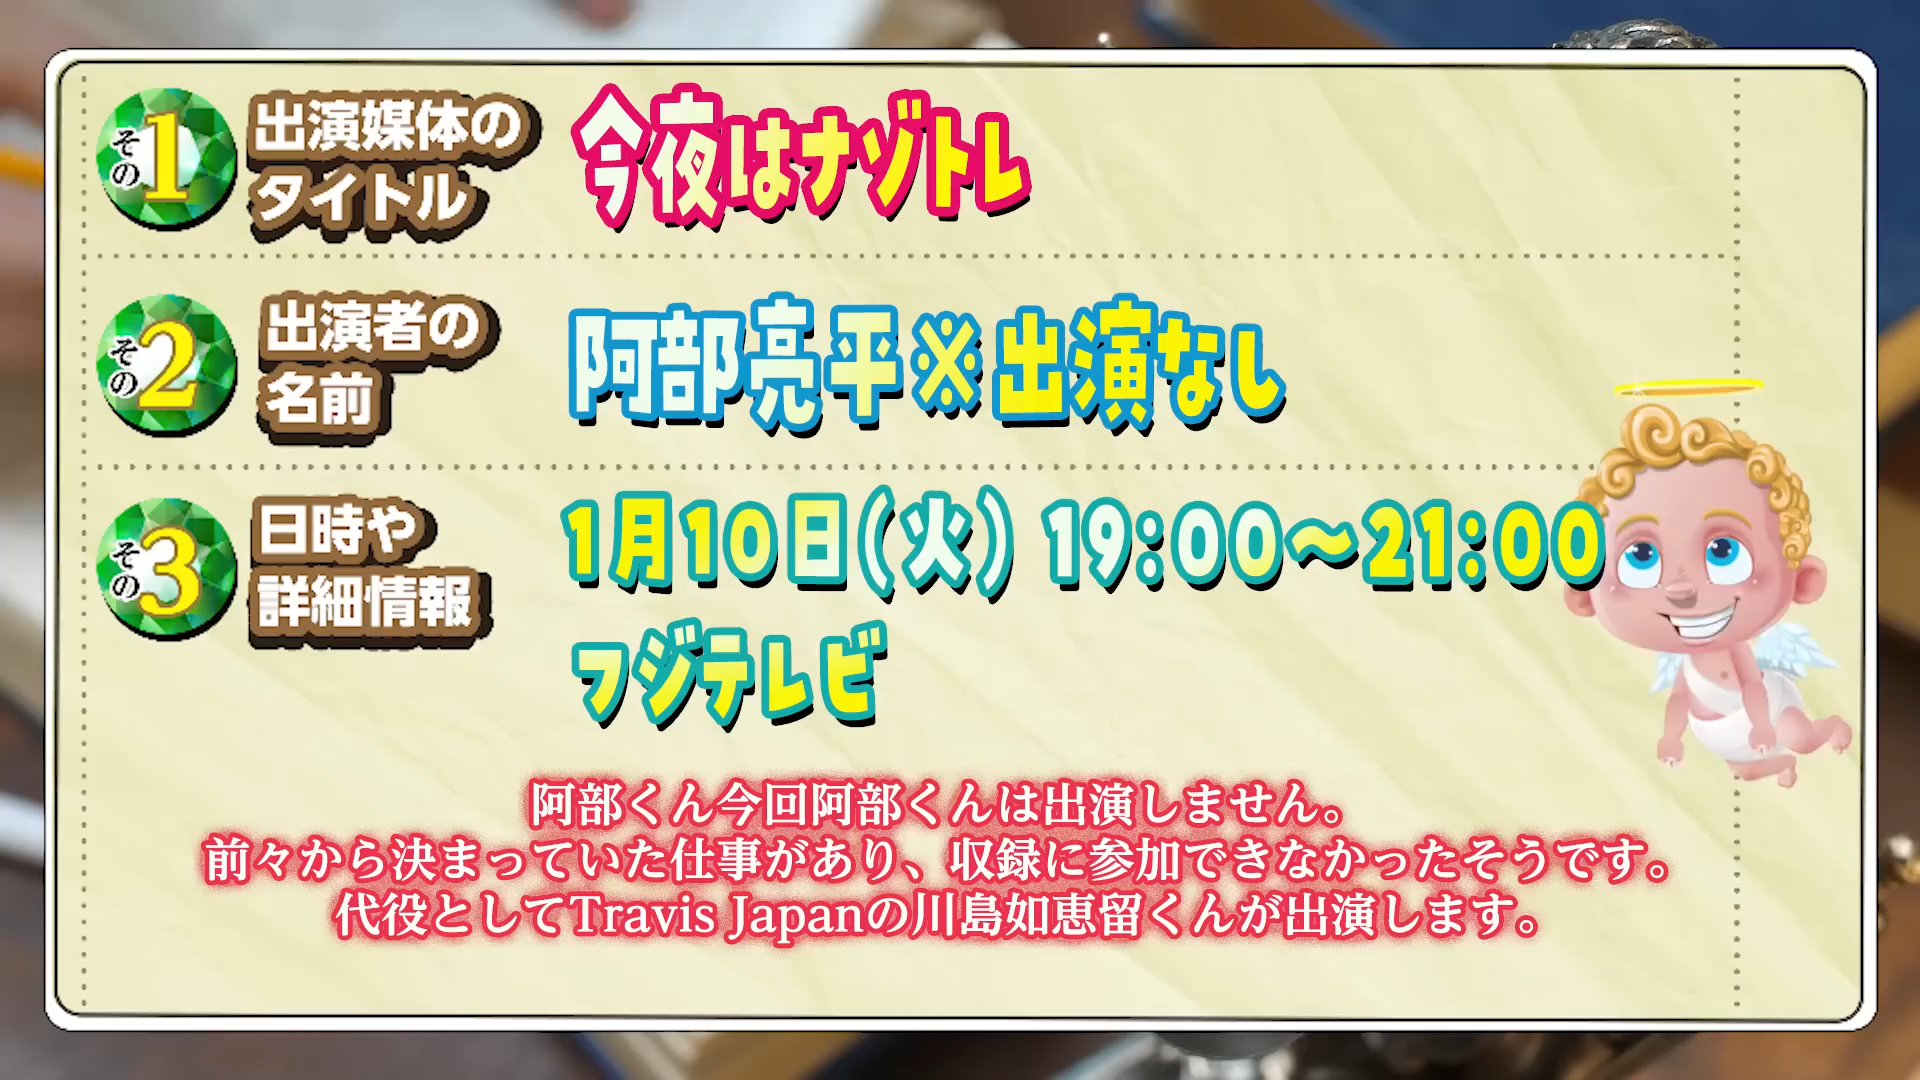 その1
出演媒体の
タイトル
今夜はナゾトレ
その2
出演者の
名前
阿部亮平※出演なし
その3
日時や
詳細情報
1月10日(火) 19:00～21:00
フジテレビ
阿部くん今回阿部くんは出演しません。
前々から決まっていた仕事があり、収録に参加できなかったそうです。
代役としてTravis Japanの川島如恵留くんが出演します。